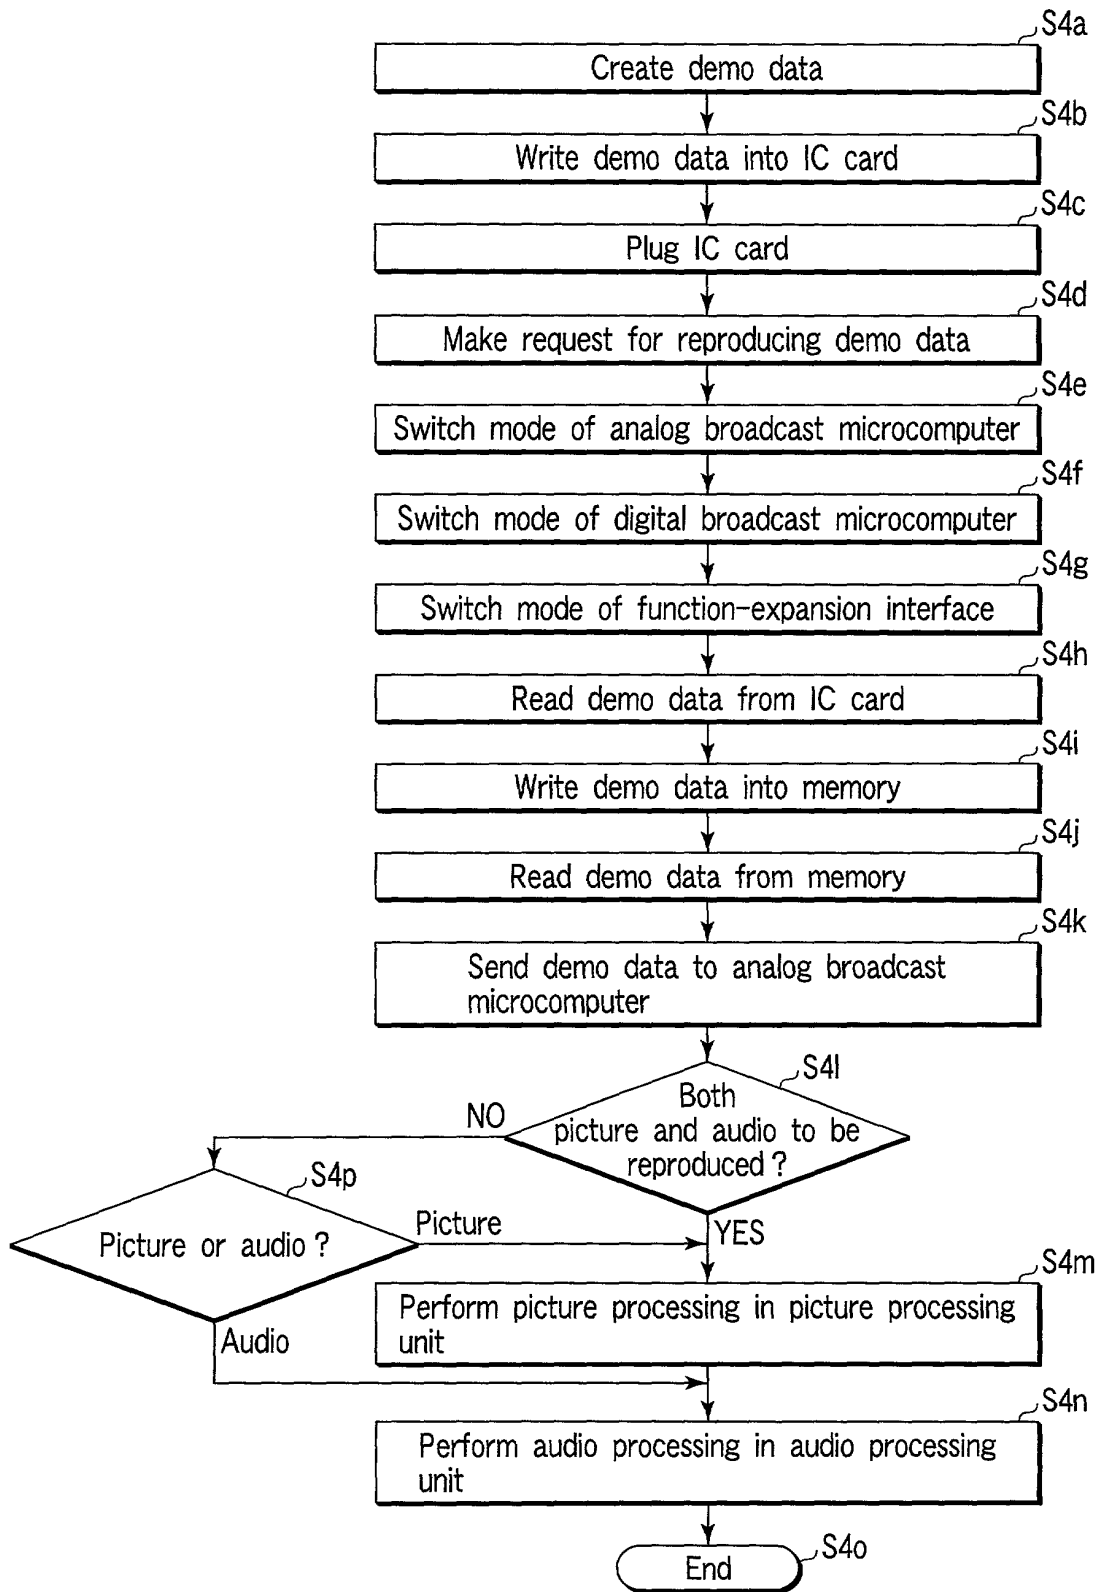 S4a
Create demo data
S4b
Write demo data into IC card
S4c
Plug IC card
S4d
Make request for reproducing demo data
S4e
Switch mode of analog broadcast microcomputer
S4f
Switch mode of digital broadcast microcomputer
S4g
Switch mode of function-expansion interface
S4h
Read demo data from IC card
S4i
Write demo data into memory
S4j
Read demo data from memory
S4k
Send demo data to analog broadcast
microcomputer
S4l
Both
picture and audio to be
reproduced?
NO
YES
S4p
Picture or audio?
Picture
Audio
S4m
Perform picture processing in picture processing
unit
S4n
Perform audio processing in audio processing
unit
S4o
End